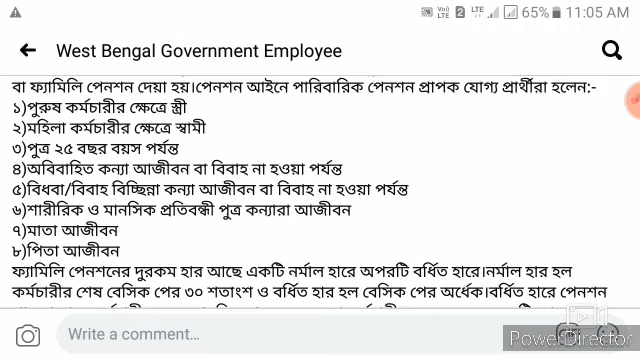 65% 11:05 AM
West Bengal Government Employee
বা ফ্যামিলি পেনশন দেয়া হয়।পেনশন আইনে পারিবারিক পেনশন প্রাপক যোগ্য প্রার্থীরা হলেন:-
১)পুরুষ কর্মচারীর ক্ষেত্রে স্ত্রী
২)মহিলা কর্মচারীর ক্ষেত্রে স্বামী
৩)পুত্র ২৫ বছর বয়স পর্যন্ত
৪)অবিবাহিত কন্যা আজীবন বা বিবাহ না হওয়া পর্যন্ত
৫)বিধবা/বিবাহ বিচ্ছিন্না কন্যা আজীবন বা বিবাহ না হওয়া পর্যন্ত
৬)শারীরিক ও মানসিক প্রতিবন্ধী পুত্র কন্যারা আজীবন
৭)মাতা আজীবন
৮)পিতা আজীবন
ফ্যামিলি পেনশনের দুরকম হার আছে একটি নর্মাল হারে অপরটি বর্ধিত হারে।নর্মাল হার হল
কর্মচারীর শেষ বেসিক পের ৩০ শতাংশ ও বর্ধিত হার হল বেসিক পের অর্ধেক।বর্ধিত হারে পেনশন
Write a comment...
PowerDirector